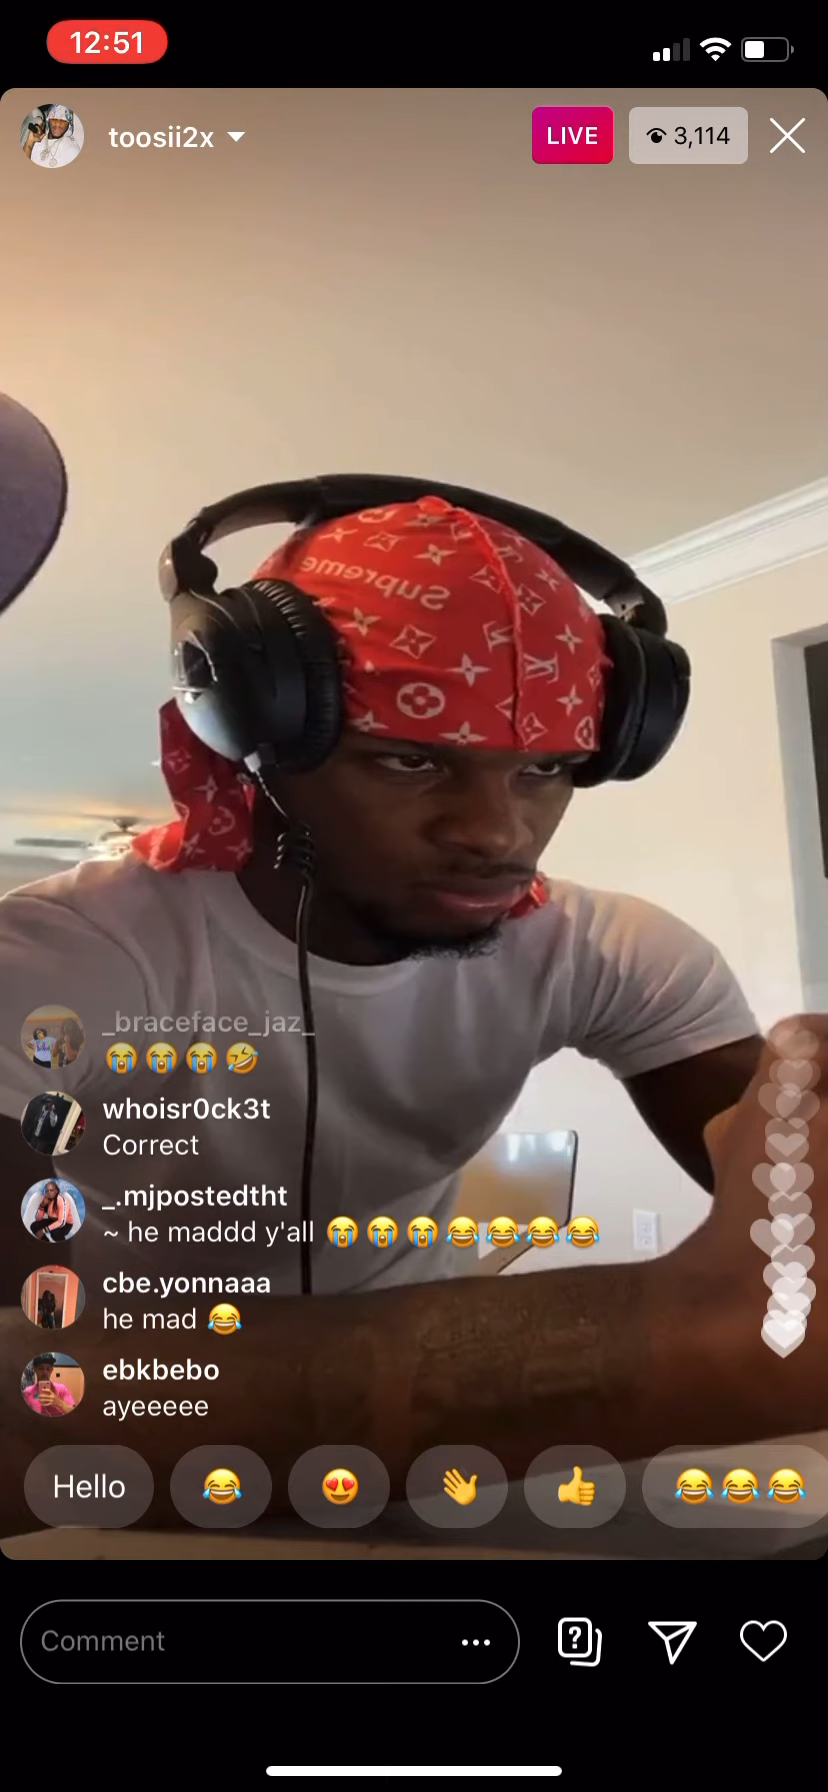 12:51
toosii2x
LIVE
3,114
Supreme
_braceface_jaz_
😭😭😭🤣
whoisr0ck3t
Correct
_.mjpostedtht
~ he maddd y'all 😭😭😭😂😂😂😂
cbe.yonnaaa
he mad 😂
ebkbebo
ayeeeee
Hello 😂 😍 👋 👍 😂😂😂
Comment